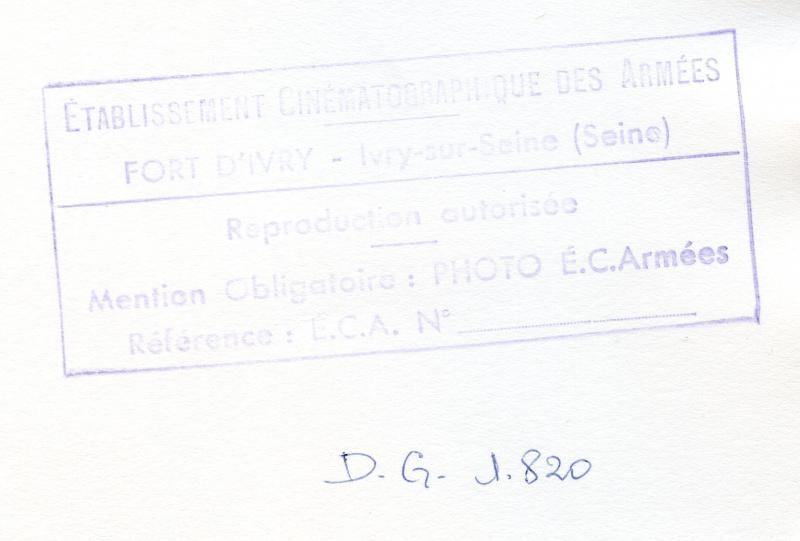 ÉTABLISSEMENT CINÉMATOGRAPHIQUE DES ARMÉES
FORT D'IVRY - Ivry-sur-Seine (Seine)
Reproduction autorisée
Mention Obligatoire : PHOTO É.C.Armées
Référence : E.C.A. N°
D.G. J.820